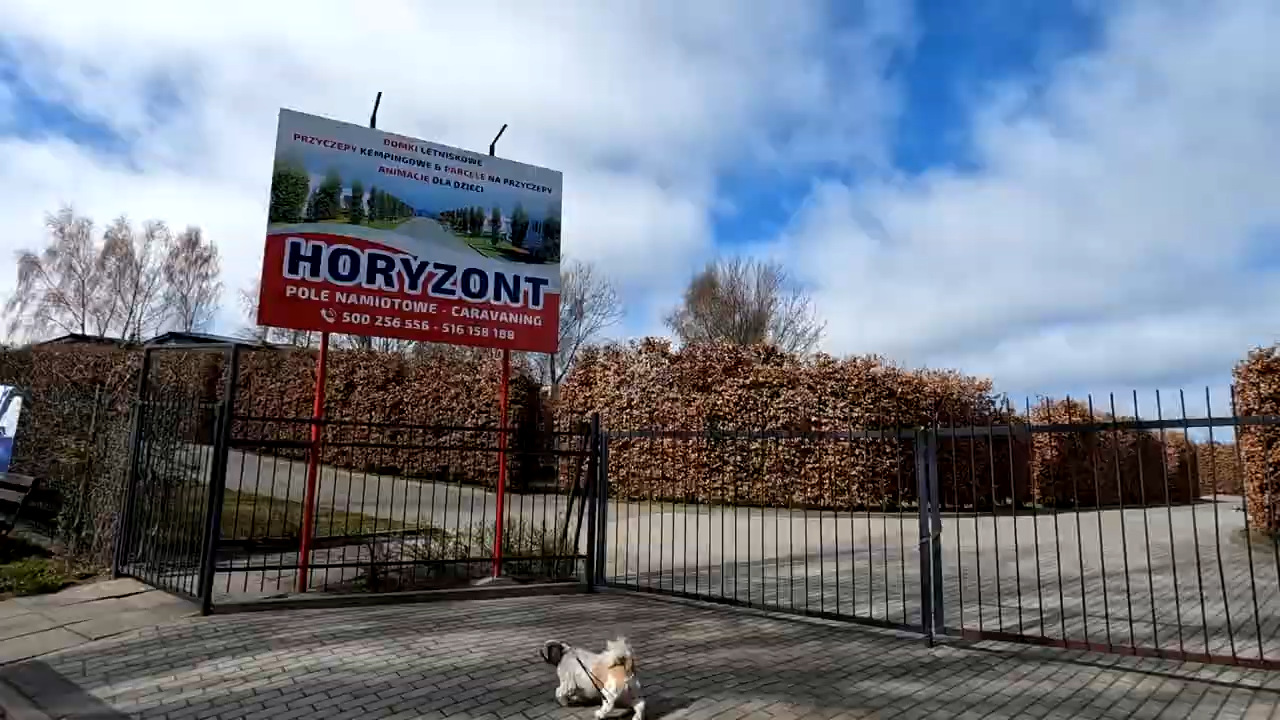 DOMKI LETNISKOWE
PRZYCZEPY KEMPINGOWE & PARCELE NA PRZYCZEPY
ANIMACJE DLA DZIECI
HORYZONT
POLE NAMIOTOWE - CARAVANING
500 256 556 - 516 158 188